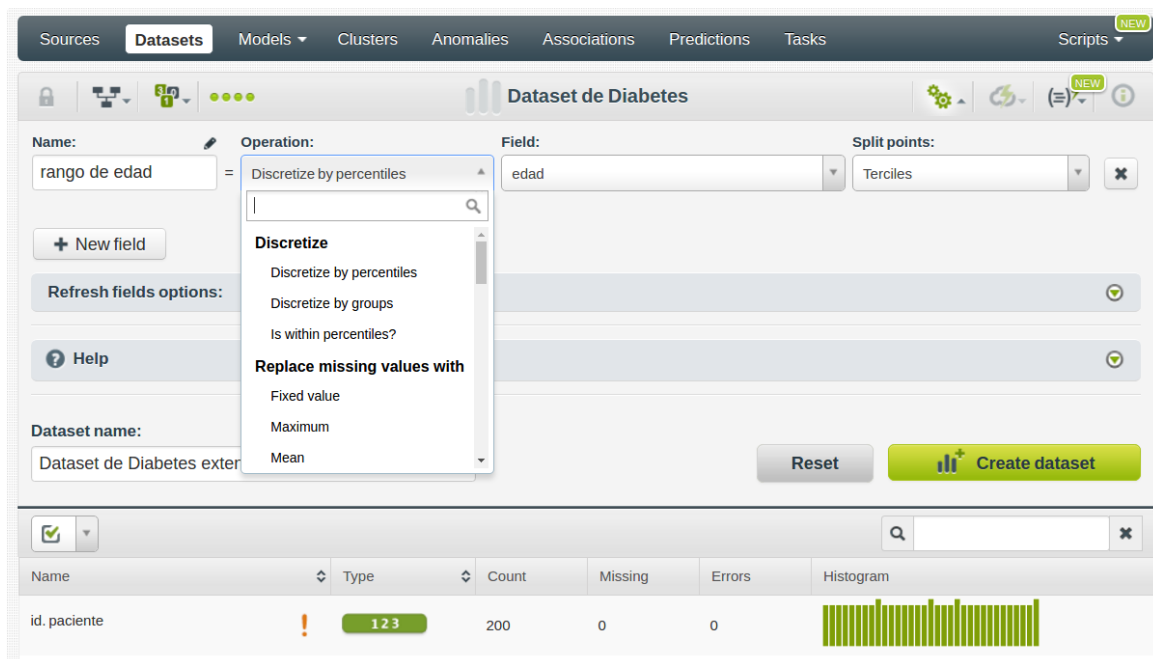 NEW
Sources Datasets Models Clusters Anomalies Associations Predictions Tasks Scripts
NEW
Dataset de Diabetes
Name: Operation: Field: Split points:
rango de edad = Discretize by percentiles edad Terciles
Discretize
+ New field
Discretize by percentiles
Refresh fields options:
Discretize by groups
Is within percentiles?
? Help
Replace missing values with
Fixed value
Maximum
Dataset name:
Mean
Dataset de Diabetes exter
Reset Create dataset
Name Type Count Missing Errors Histogram
id. paciente ! 123 200 0 0